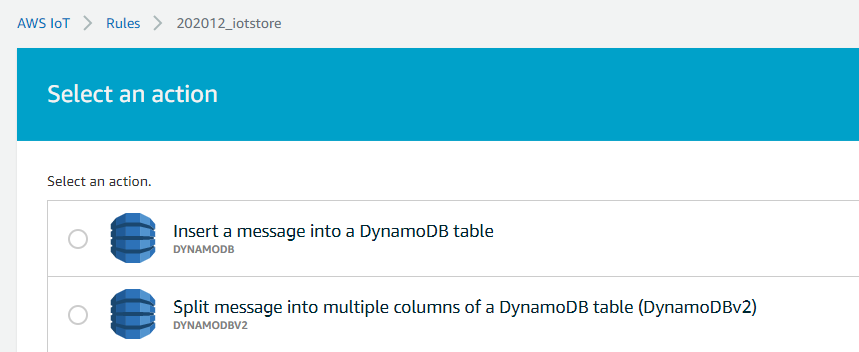 AWS IoT > Rules > 202012_iotstore
Select an action
Select an action.
Insert a message into a DynamoDB table
DYNAMODB
Split message into multiple columns of a DynamoDB table (DynamoDBv2)
DYNAMODBV2